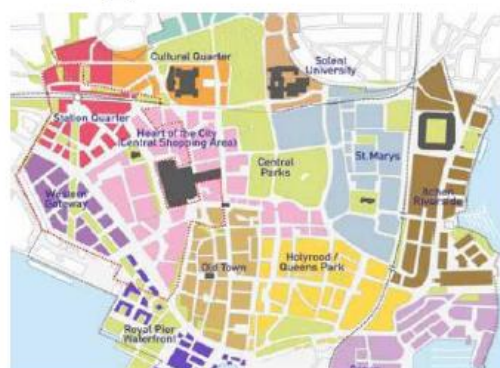 Cultural Quarter
Solent
University
Station Quarter
Heart of the City
(Central Shopping Area)
Central
Parks
St. Marys
Itchen
Riverside
Western
Gateway
Old Town
Holyrood /
Queens Park
Royal Pier
Waterfront